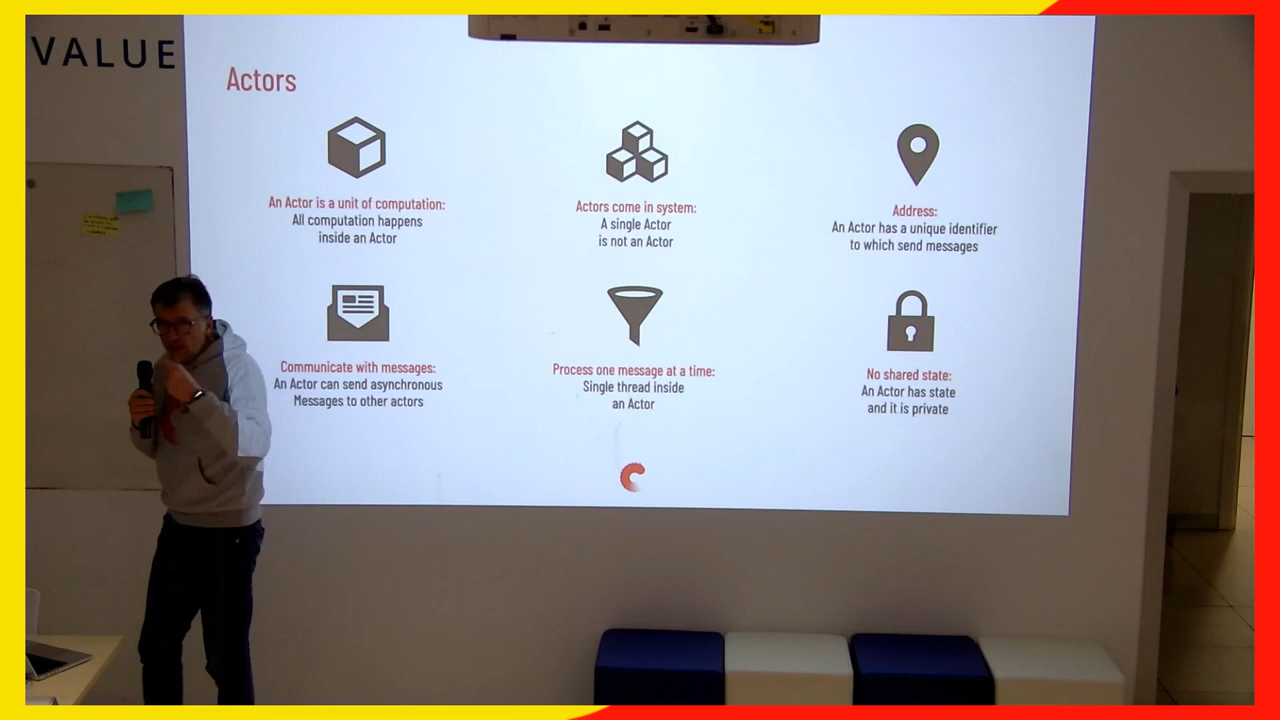 VALUE
Actors
An Actor is a unit of computation:
All computation happens
inside an Actor
Actors come in system:
A single Actor
is not an Actor
Address:
An Actor has a unique identifier
to which send messages
Communicate with messages:
An Actor can send asynchronous
Messages to other actors
Process one message at a time:
Single thread inside
an Actor
No shared state:
An Actor has state
and it is private